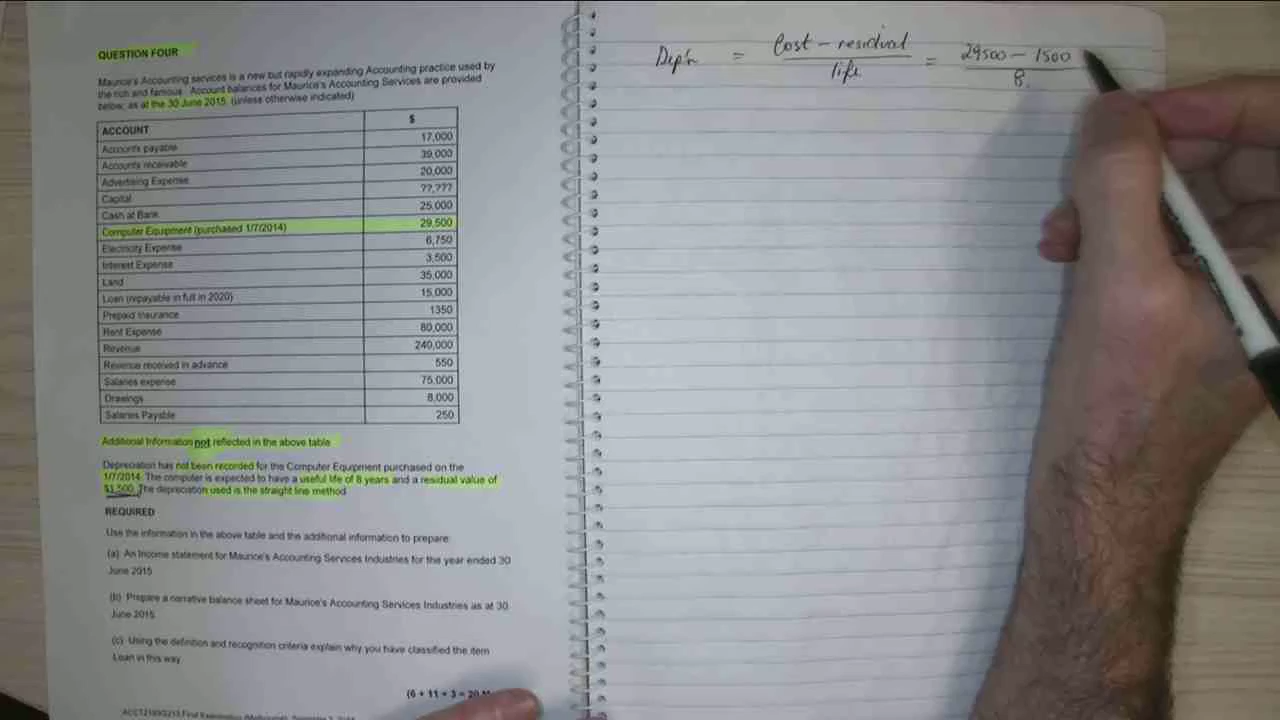 QUESTION FOUR
Maurice's Accounting services is a new but rapidly expanding Accounting practice used by
the rich and famous. Account balances for Maurice's Accounting Services are provided
below; as at the 30 June 2015. (unless otherwise indicated)
ACCOUNT $
Accounts payable 17,000
Accounts receivable 39,000
Advertising Expense 20,000
Capital ??,???
Cash at Bank 25,000
Computer Equipment (purchased 1/7/2014) 29,500
Electricity Expense 6,750
Interest Expense 3,500
Land 35,000
Loan (repayable in full in 2020) 15,000
Prepaid Insurance 1350
Rent Expense 80,000
Revenue 240,000
Revenue received in advance 550
Salaries expense 75,000
Drawings 8,000
Salaries Payable 250
Additional Information not reflected in the above table
Depreciation has not been recorded for the Computer Equipment purchased on the
1/7/2014. The computer is expected to have a useful life of 8 years and a residual value of
$1,500. The depreciation used is the straight line method
REQUIRED
Use the information in the above table and the additional information to prepare:
(a) An Income statement for Maurice's Accounting Services Industries for the year ended 30
June 2015
(b) Prepare a narrative balance sheet for Maurice's Accounting Services Industries as at 30
June 2015
(c) Using the definition and recognition criteria explain why you have classified the item
Loan in this way
(6 + 11 + 3 = 20
Final Examination
Dep'n = Cost - residual = 29500 - 1500
life 8.